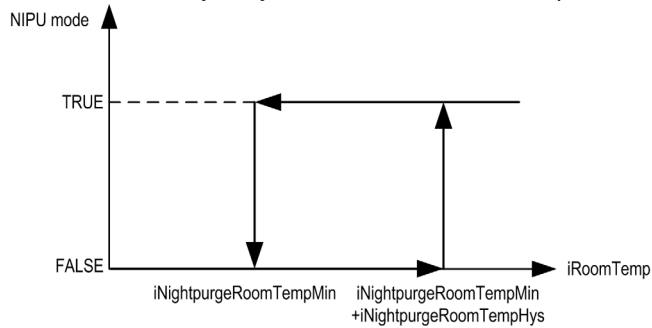 NIPU mode
TRUE
FALSE
iRoomTemp
iNightpurgeRoomTempMin
iNightpurgeRoomTempMin
+iNightpurgeRoomTempHys